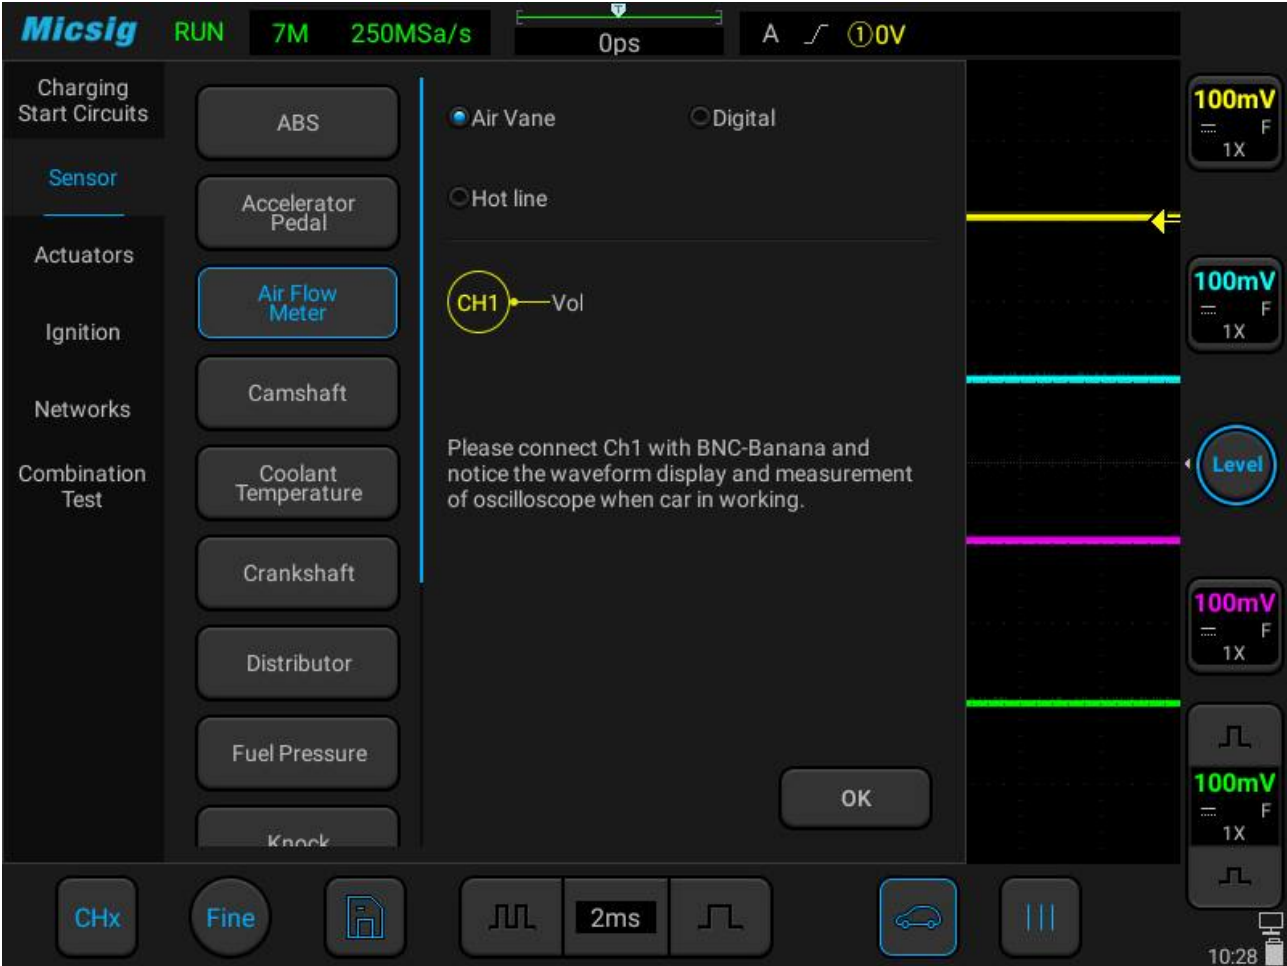 Micsig RUN 7M 250MSa/s T 0ps A ①0V
Charging
Start Circuits
Sensor
Actuators
Ignition
Networks
Combination
Test
ABS
Accelerator
Pedal
Air Flow
Meter
Camshaft
Coolant
Temperature
Crankshaft
Distributor
Fuel Pressure
Knock
Air Vane Digital
Hot line
CH1 Vol
Please connect Ch1 with BNC-Banana and
notice the waveform display and measurement
of oscilloscope when car in working.
OK
100mV
F
1X
100mV
F
1X
Level
100mV
F
1X
100mV
F
1X
CHx Fine 2ms
10:28